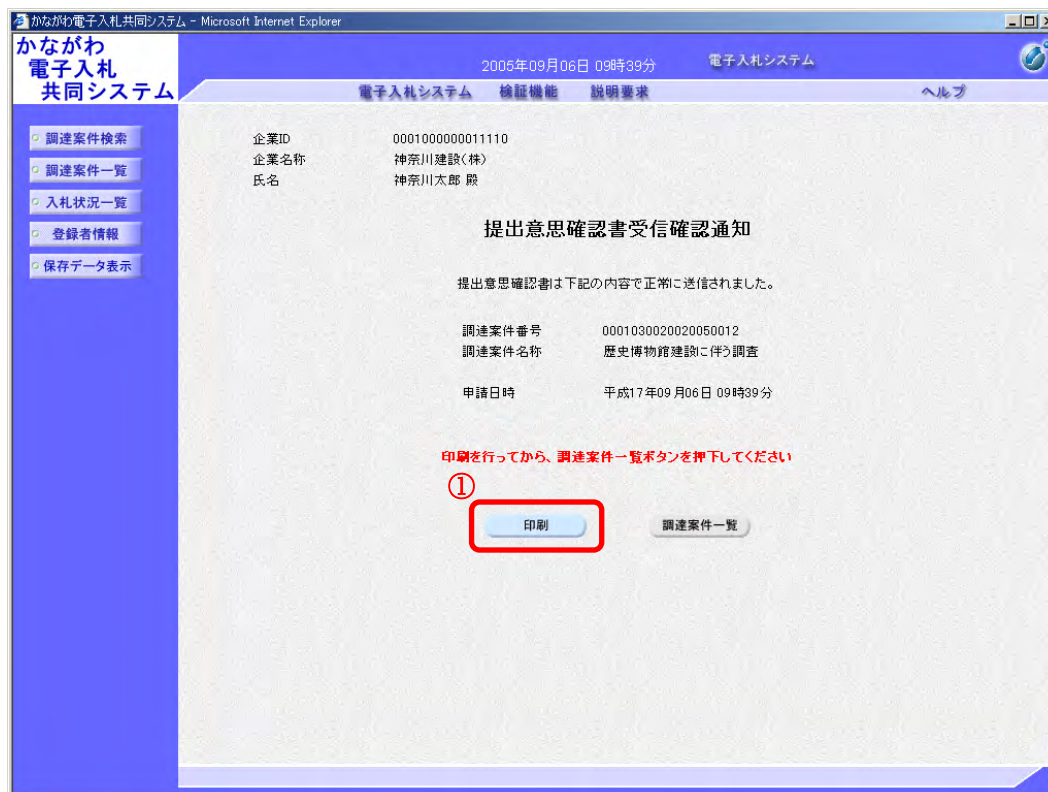 かながわ電子入札共同システム - Microsoft Internet Explorer
かながわ
電子入札
共同システム
2005年09月06日 09時39分
電子入札システム
電子入札システム 検証機能 説明要求 ヘルプ
調達案件検索
調達案件一覧
入札状況一覧
登録者情報
保存データ表示
企業ID 0001000000011110
企業名称 神奈川建設(株)
氏名 神奈川太郎 殿
提出意思確認書受信確認通知
提出意思確認書は下記の内容で正常に送信されました。
調達案件番号 0001030020020050012
調達案件名称 歴史博物館建設に伴う調査
申請日時 平成17年09月06日 09時39分
印刷を行ってから、調達案件一覧ボタンを押下してください
①
印刷 調達案件一覧